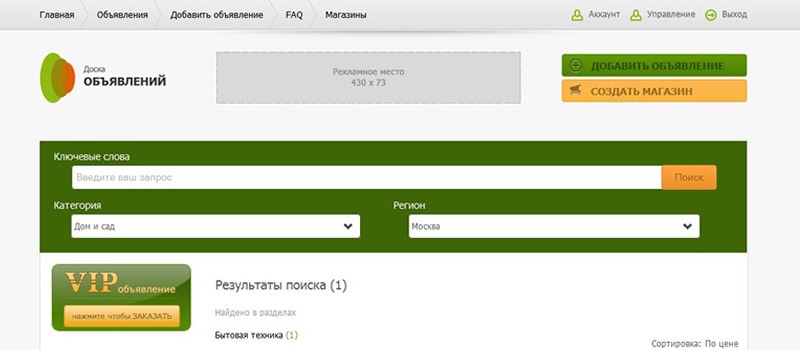 Главная Объявления Добавить объявление FAQ Магазины Аккаунт Управление Выход
Доска
ОБЪЯВЛЕНИЙ
Рекламное место
430 x 73
ДОБАВИТЬ ОБЪЯВЛЕНИЕ
СОЗДАТЬ МАГАЗИН
Ключевые слова
Введите ваш запрос Поиск
Категория Регион
Дом и сад Москва
VIP объявление
нажмите чтобы ЗАКАЗАТЬ
Результаты поиска (1)
Найдено в разделах
Бытовая техника (1)
Сортировка: По цене